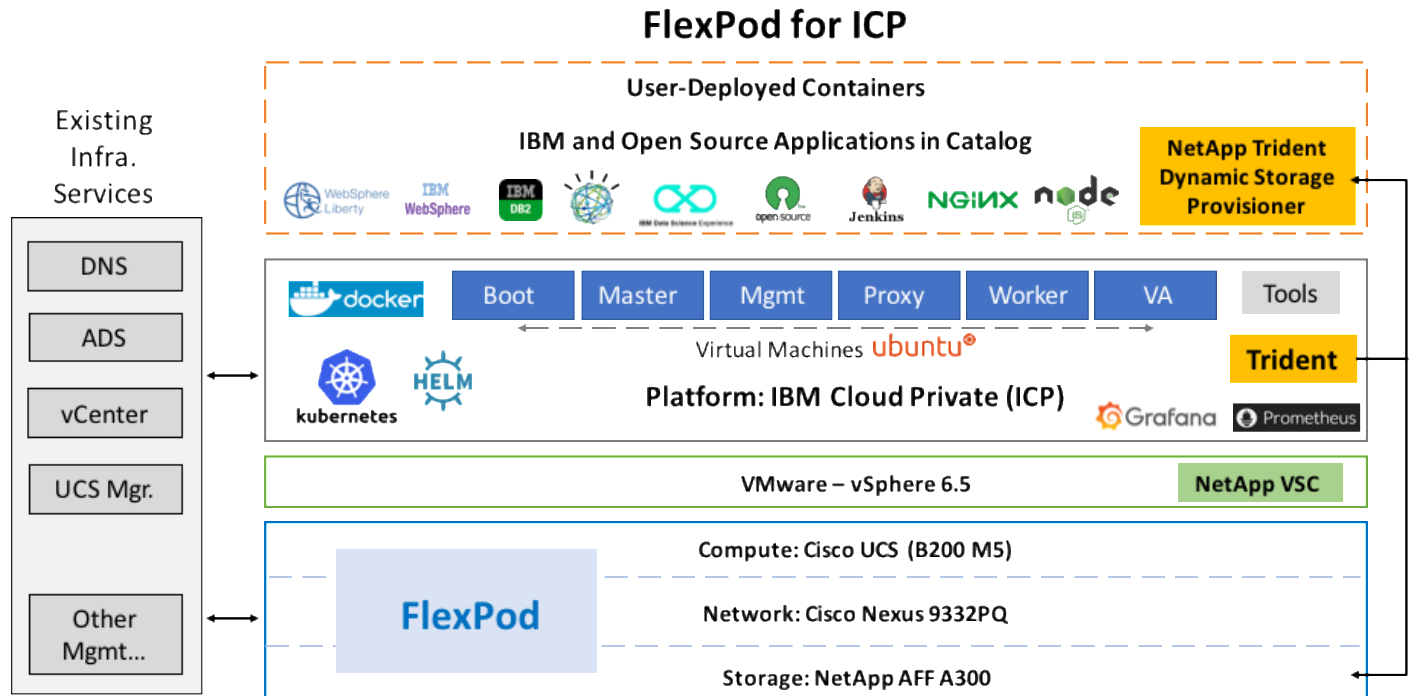 FlexPod for ICP
Existing
Infra.
Services
DNS
ADS
vCenter
UCS Mgr.
Other
Mgmt...
User-Deployed Containers
IBM and Open Source Applications in Catalog
NetApp Trident
Dynamic Storage
Provisioner
WebSphere
Liberty
IBM
WebSphere
IBM
DB2
IBM Data Science Experience
open source
Jenkins
NGINX
node
JS
docker
Boot
Master
Mgmt
Proxy
Worker
VA
Tools
Virtual Machines ubuntu
Trident
kubernetes
HELM
Platform: IBM Cloud Private (ICP)
Grafana
Prometheus
VMware – vSphere 6.5
NetApp VSC
FlexPod
Compute: Cisco UCS (B200 M5)
Network: Cisco Nexus 9332PQ
Storage: NetApp AFF A300